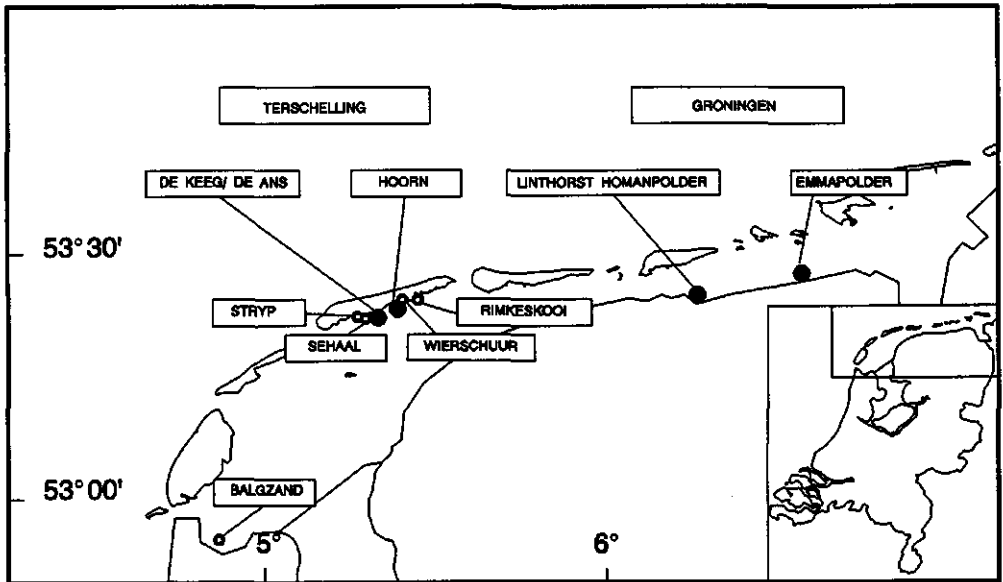 TERSCHELLING
GRONINGEN
DE KEEG/ DE ANS
HOORN
LINTHORST HOMANPOLDER
EMMAPOLDER
53°30'
STRYP
RIMKESKOOI
SEHAAL
WIERSCHUUR
53°00'
BALGZAND
5°
6°